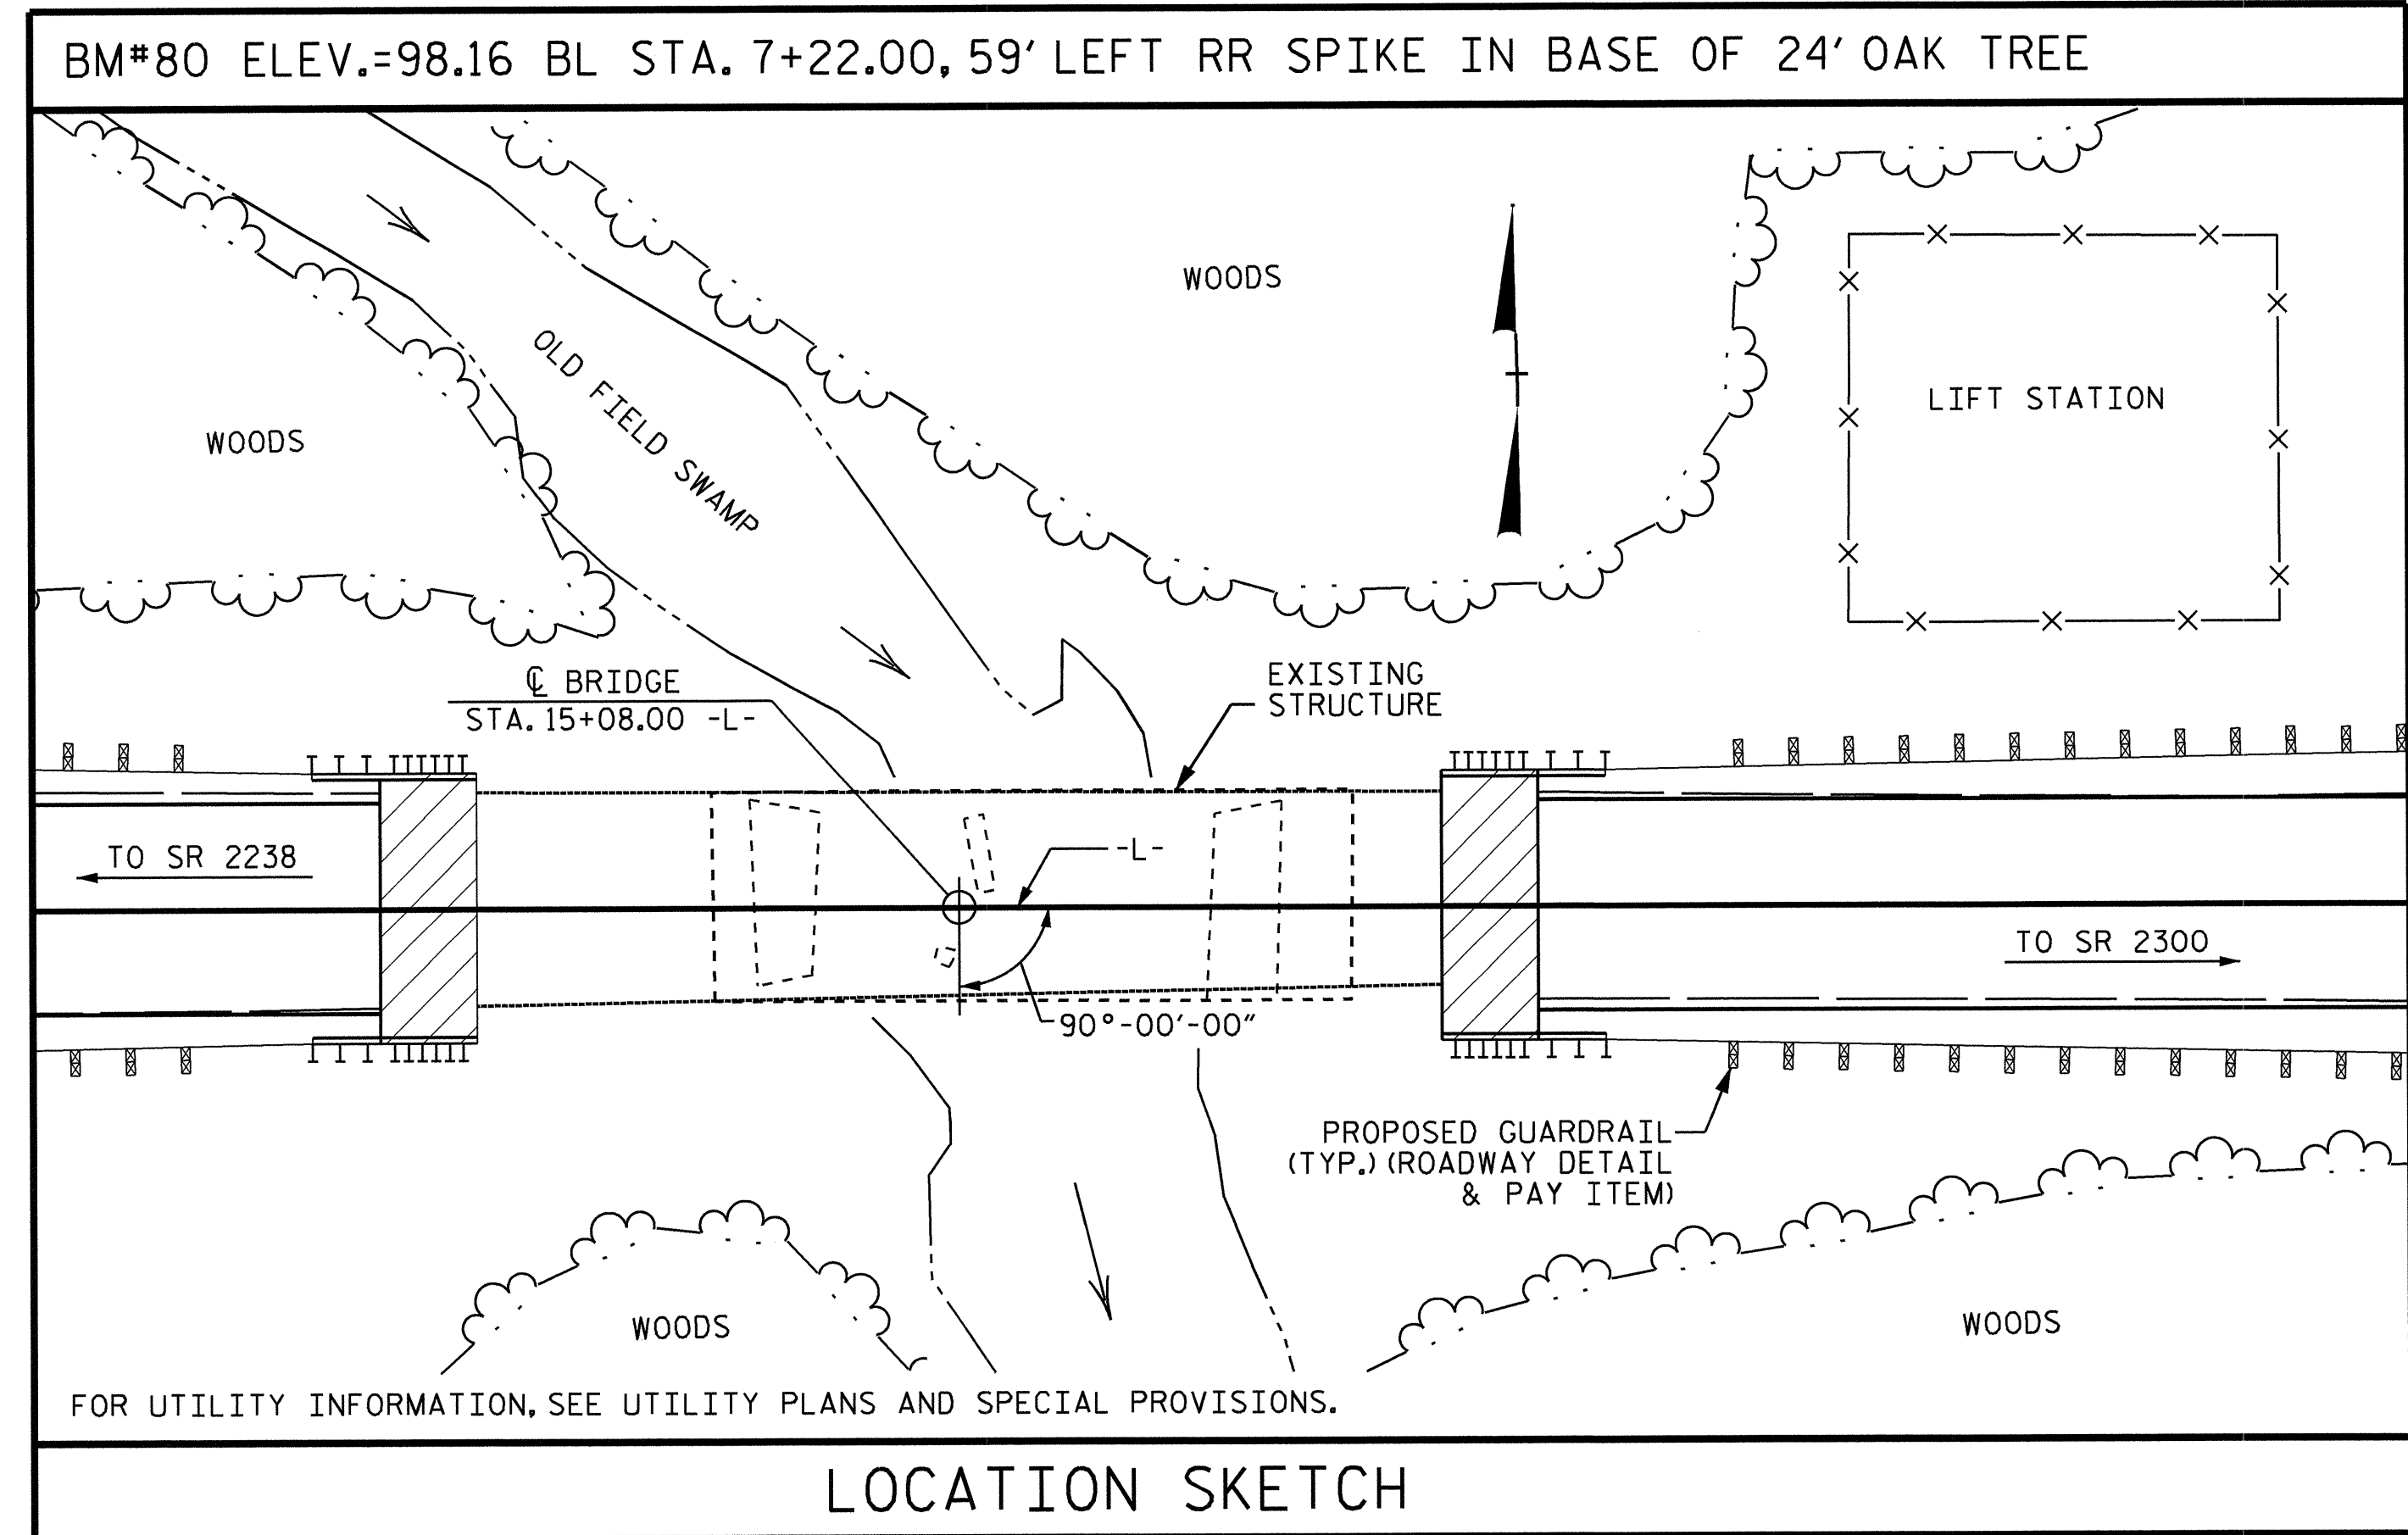 BM#80 ELEV.=98.16 BL STA. 7+22.00, 59' LEFT RR SPIKE IN BASE OF 24' OAK TREE
WOODS
LIFT STATION
OLD FIELD SWAMP
WOODS
EXISTING
STRUCTURE
℄ BRIDGE
STA. 15+08.00 -L-
-L-
TO SR 2238
TO SR 2300
90°-00'-00"
PROPOSED GUARDRAIL
(TYP.) (ROADWAY DETAIL
& PAY ITEM)
WOODS
WOODS
FOR UTILITY INFORMATION, SEE UTILITY PLANS AND SPECIAL PROVISIONS.
LOCATION SKETCH